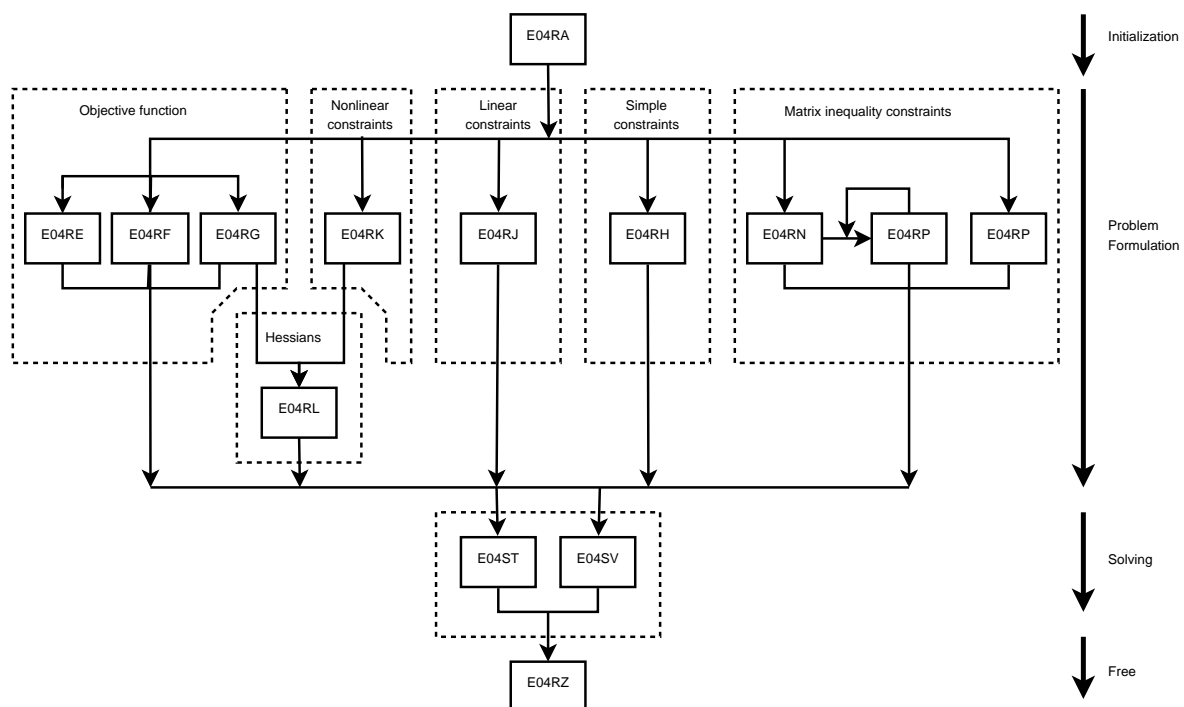 E04RA
Initialization
Objective function
Nonlinear
constraints
Linear
constraints
Simple
constraints
Matrix inequality constraints
E04RE
E04RF
E04RG
E04RK
E04RJ
E04RH
E04RN
E04RP
E04RP
Problem
Formulation
Hessians
E04RL
E04ST
E04SV
Solving
E04RZ
Free